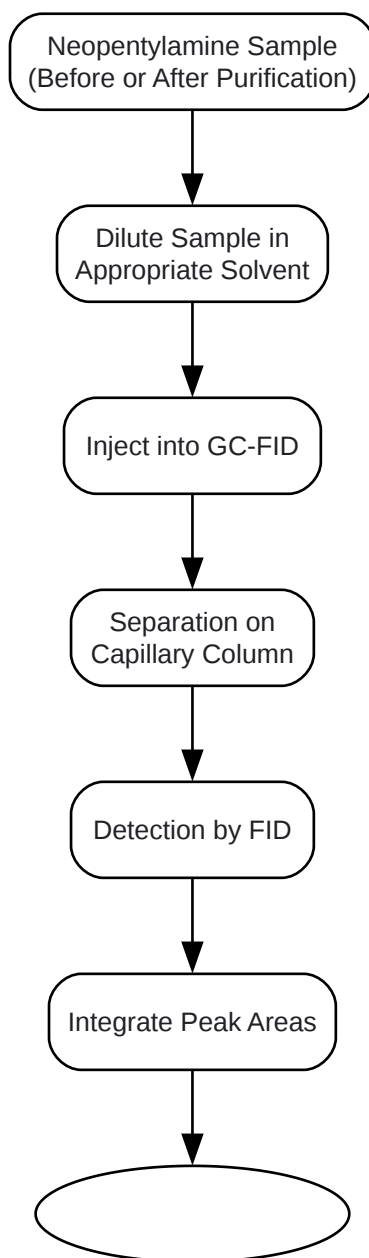 Neopentylamine Sample
(Before or After Purification)
Dilute Sample in
Appropriate Solvent
Inject into GC-FID
Separation on
Capillary Column
Detection by FID
Integrate Peak Areas